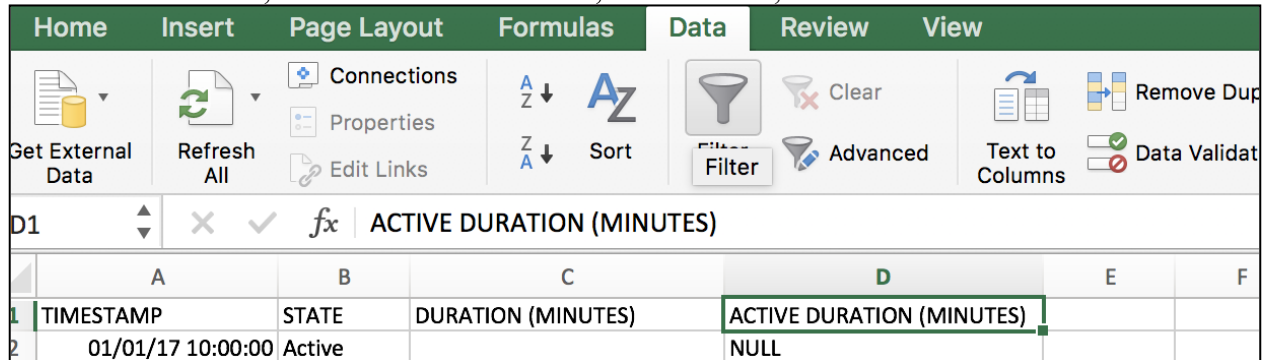 Home Insert Page Layout Formulas Data Review View
Connections
Properties
Edit Links
Get External
Data
Refresh
All
A
Z
Z
A
AZ
Sort
Filter
Clear
Advanced
Text to
Columns
Remove Dup
Data Validat
D1 fx ACTIVE DURATION (MINUTES)
A B C D E F
1 TIMESTAMP STATE DURATION (MINUTES) ACTIVE DURATION (MINUTES)
2 01/01/17 10:00:00 Active NULL